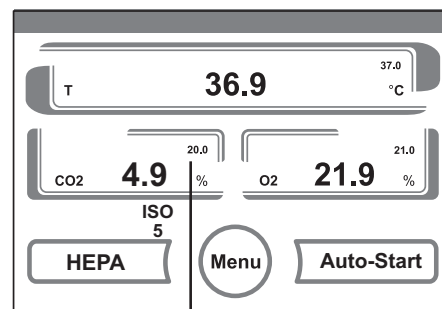 37.0
T 36.9 °C
20.0 21.0
CO2 4.9 % O2 21.9 %
ISO
5
HEPA Menu Auto-Start